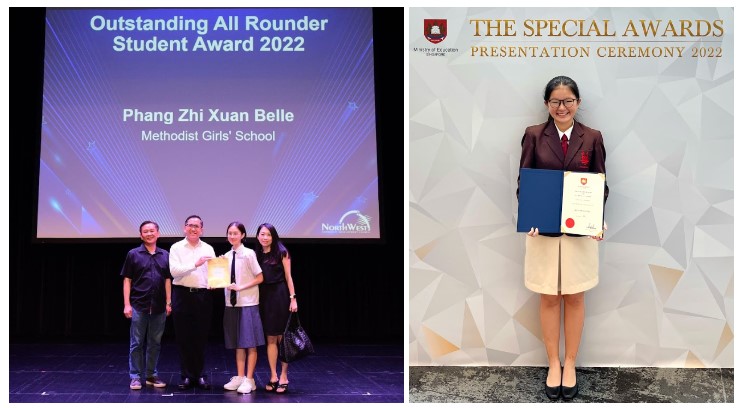 Outstanding All Rounder
Student Award 2022
Phang Zhi Xuan Belle
Methodist Girls' School
NORTHWEST
Ministry of Education
SINGAPORE
THE SPECIAL AWARDS
PRESENTATION CEREMONY 2022